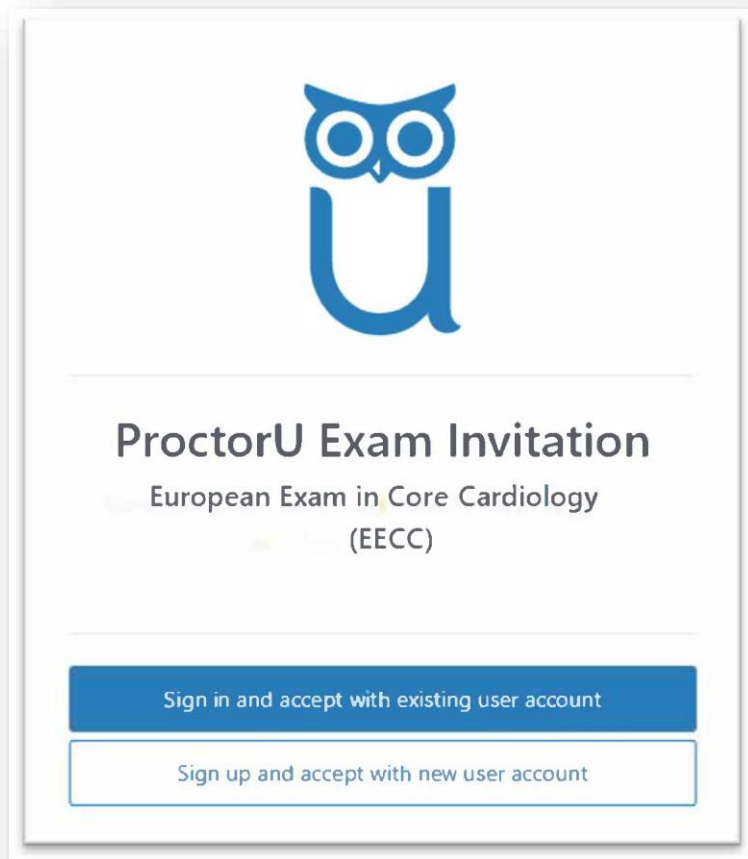 ProctorU Exam Invitation
European Exam in Core Cardiology
(EECC)
Sign in and accept with existing user account
Sign up and accept with new user account